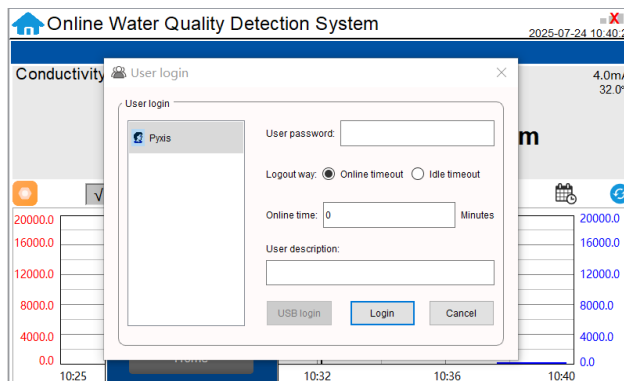 Online Water Quality Detection System
X
2025-07-24 10:40:2
Conductivity
4.0mA
32.0°
m
User login
User login
Pyxis
User password:
Logout way: Online timeout Idle timeout
Online time: 0 Minutes
User description:
USB login Login Cancel
√
20000.0 20000.0
16000.0 16000.0
12000.0 12000.0
8000.0 8000.0
4000.0 4000.0
0.0 0.0
Home
10:25 10:32 10:36 10:40